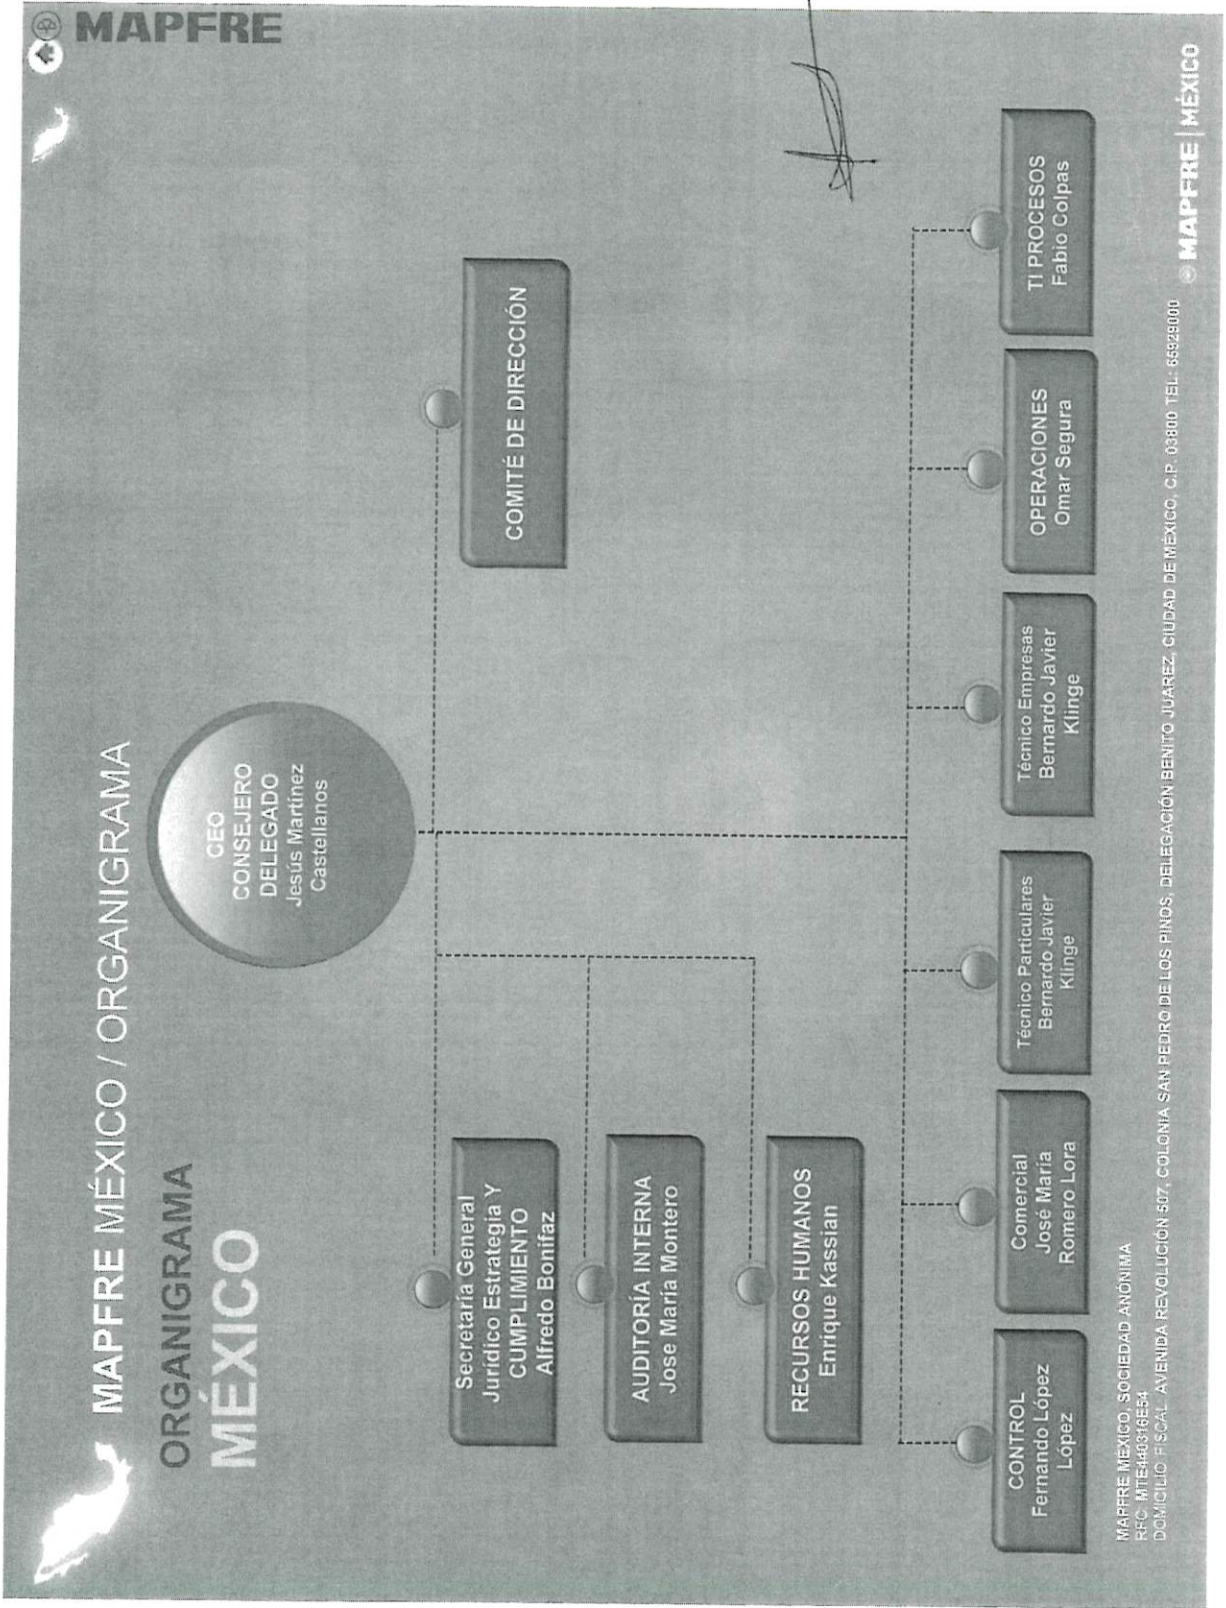 MAPFRE
MAPFRE MÉXICO / ORGANIGRAMA
ORGANIGRAMA
MÉXICO
CEO
CONSEJERO
DELEGADO
Jesús Martínez
Castellanos
COMITÉ DE DIRECCIÓN
Secretaría General
Jurídico Estrategia Y
CUMPLIMIENTO
Alfredo Bonifaz
AUDITORÍA INTERNA
Jose María Montero
RECURSOS HUMANOS
Enrique Kassian
CONTROL
Fernando López
López
Comercial
José María
Romero Lora
Técnico Particulares
Bernardo Javier
Klinge
Técnico Empresas
Bernardo Javier
Klinge
OPERACIONES
Omar Segura
TI PROCESOS
Fabio Colpas
MAPFRE MÉXICO, SOCIEDAD ANÓNIMA
RFC: MTE440316E54
DOMICILIO FISCAL: AVENIDA REVOLUCIÓN 507, COLONIA SAN PEDRO DE LOS PINOS, DELEGACIÓN BENITO JUAREZ, CIUDAD DE MÉXICO, C.P. 03800 TEL: 65929000
MAPFRE | MÉXICO